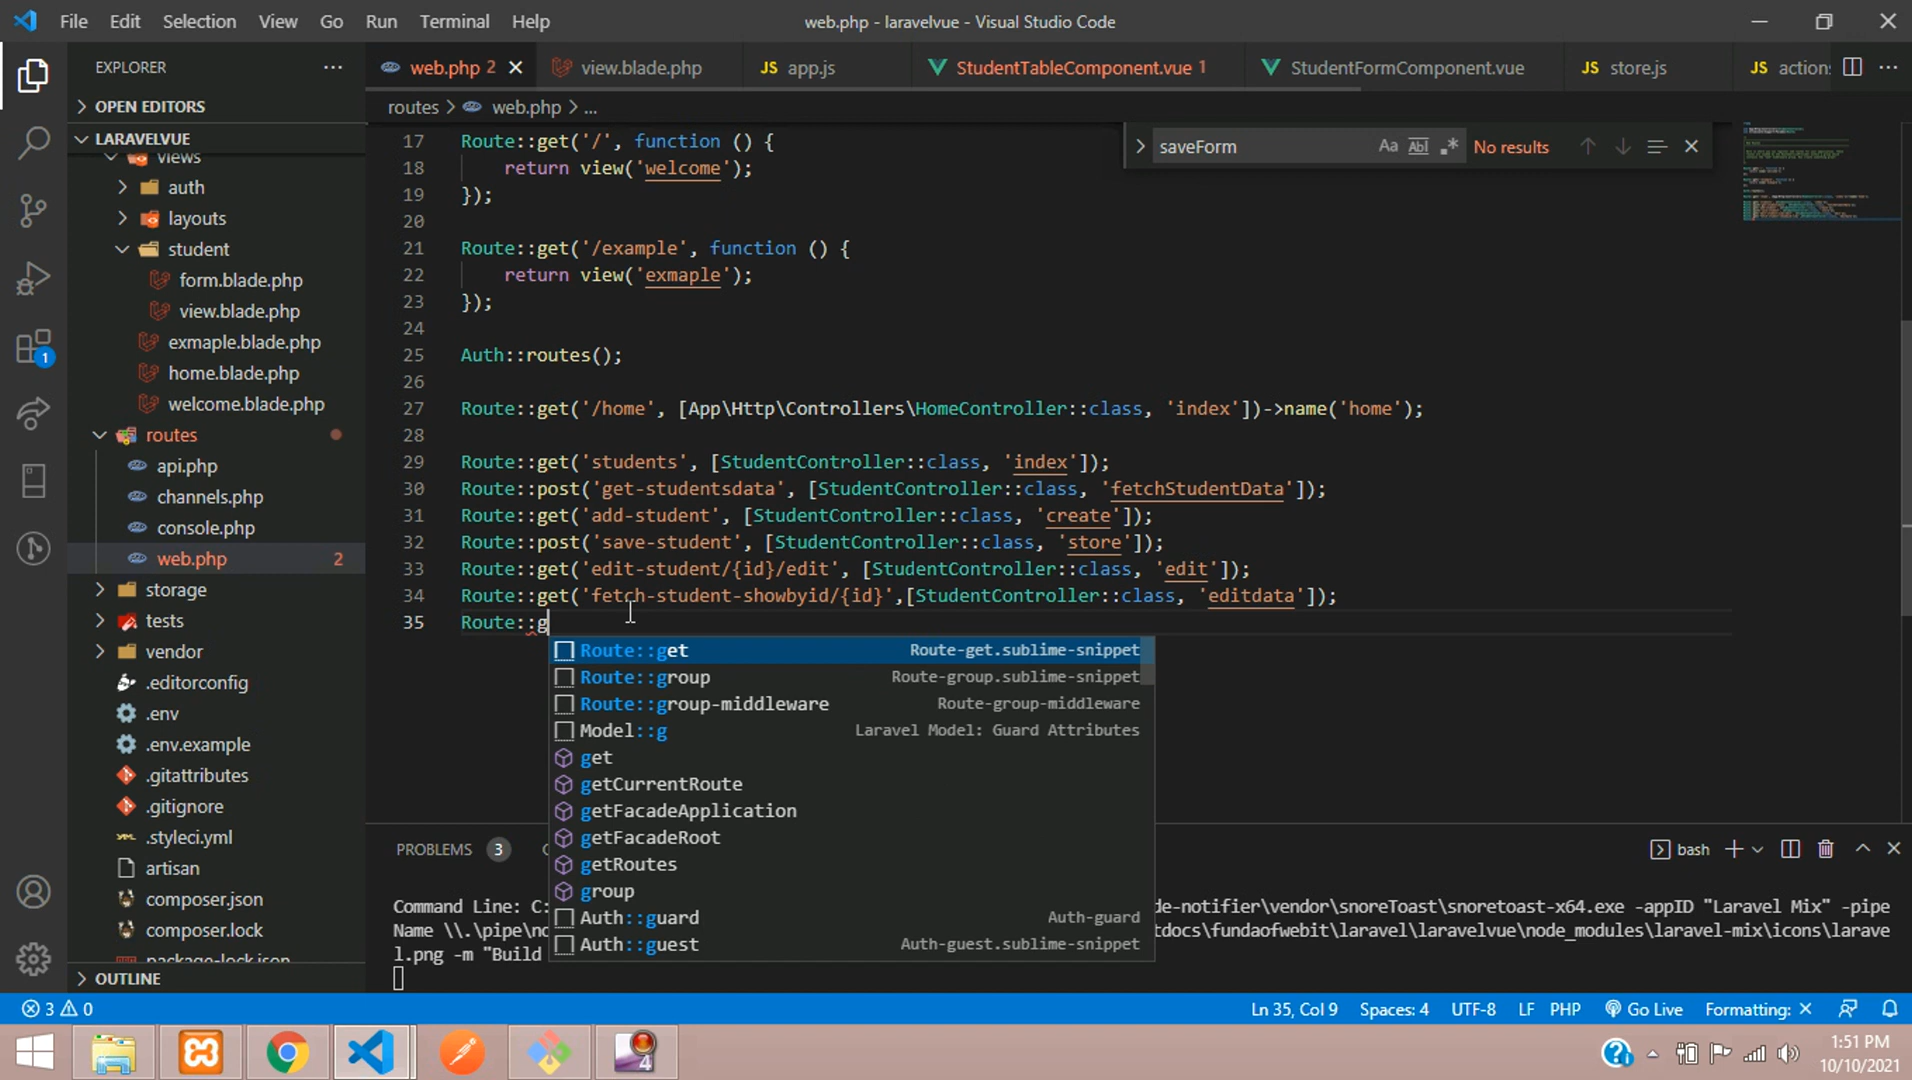 File Edit Selection View Go Run Terminal Help
web.php - laravelvue - Visual Studio Code
EXPLORER
web.php 2
view.blade.php
JS app.js
StudentTableComponent.vue 1
StudentFormComponent.vue
JS store.js
JS actions
OPEN EDITORS
routes > web.php > ...
LARAVELVUE
views
auth
layouts
student
form.blade.php
view.blade.php
exmaple.blade.php
home.blade.php
welcome.blade.php
routes
api.php
channels.php
console.php
web.php 2
storage
tests
vendor
.editorconfig
.env
.env.example
.gitattributes
.gitignore
.styleci.yml
artisan
composer.json
composer.lock
package-lock.json
OUTLINE
1
saveForm
Aa Abl .* No results
17 Route::get('/', function () {
18 return view('welcome');
19 });
20
21 Route::get('/example', function () {
22 return view('exmaple');
23 });
24
25 Auth::routes();
26
27 Route::get('/home', [App\Http\Controllers\HomeController::class, 'index'])->name('home');
28
29 Route::get('students', [StudentController::class, 'index']);
30 Route::post('get-studentsdata', [StudentController::class, 'fetchStudentData']);
31 Route::get('add-student', [StudentController::class, 'create']);
32 Route::post('save-student', [StudentController::class, 'store']);
33 Route::get('edit-student/{id}/edit', [StudentController::class, 'edit']);
34 Route::get('fetch-student-showbyid/{id}',[StudentController::class, 'editdata']);
35 Route::g
Route::get Route-get.sublime-snippet
Route::group Route-group.sublime-snippet
Route::group-middleware Route-group-middleware
Model::g Laravel Model: Guard Attributes
get
getCurrentRoute
getFacadeApplication
getFacadeRoot
getRoutes
group
Auth::guard Auth-guard
Auth::guest Auth-guest.sublime-snippet
PROBLEMS 3
bash
Command Line: C: de-notifier\vendor\snoreToast\snoretoast-x64.exe -appID "Laravel Mix" -pipe
Name \\.\pipe\no tdocs\fundaofwebit\laravel\laravelvue\node_modules\laravel-mix\icons\larave
l.png -m "Build
3 0
Ln 35, Col 9 Spaces: 4 UTF-8 LF PHP Go Live Formatting: ✕
4
1:51 PM
10/10/2021